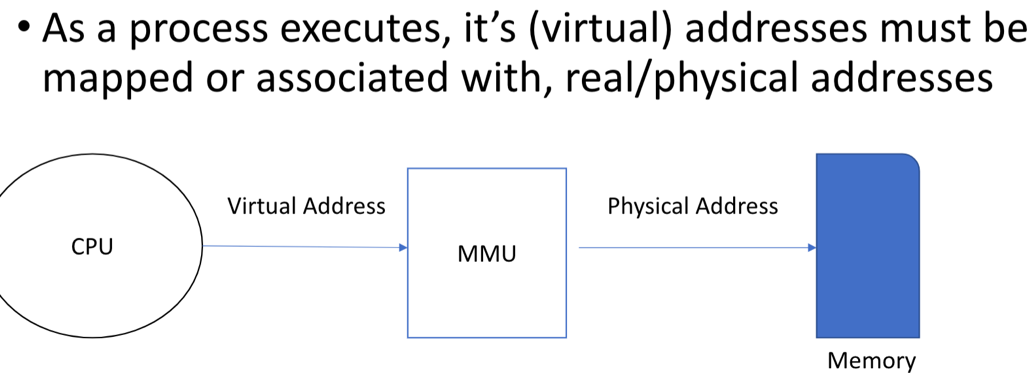 • As a process executes, it's (virtual) addresses must be
mapped or associated with, real/physical addresses
Virtual Address
Physical Address
CPU
MMU
Memory